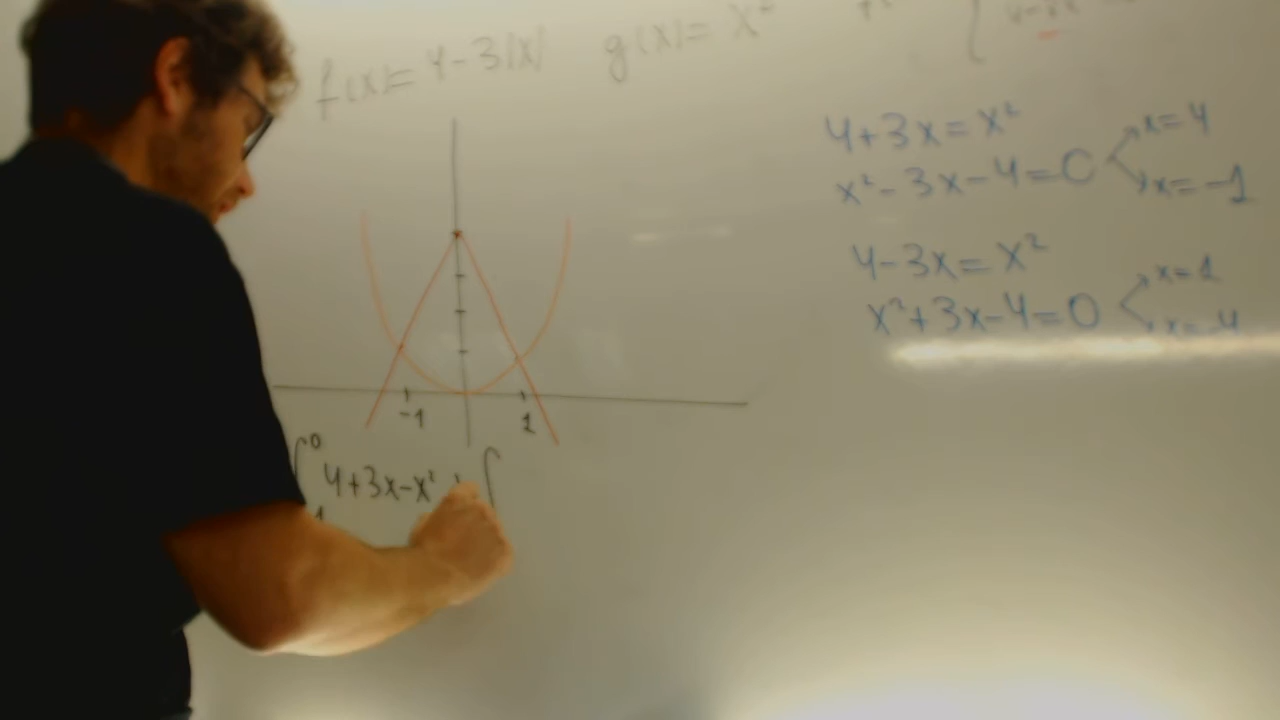 f(x)= 4-3|x| g(x)= x²
4+3x=x² x=4
x²-3x-4=0 x=-1
4-3x=x² x=1
x²+3x-4=0 x=-4
-1 1
∫ 0 4+3x-x² + ∫